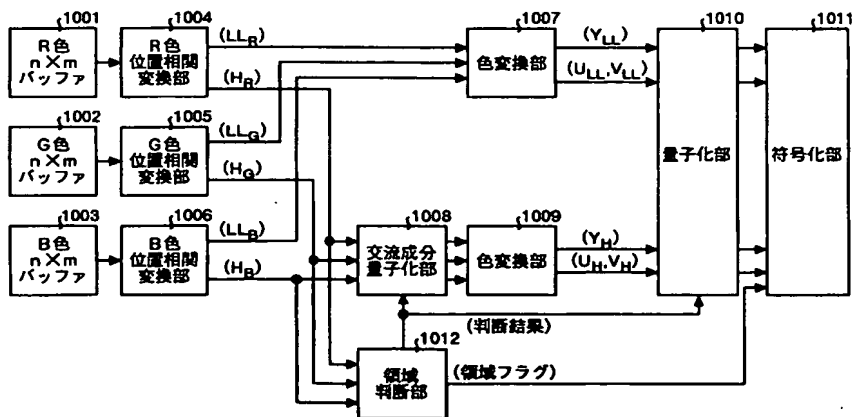 1001
R色
n×m
バッファ
1004
R色
位置相関
変換部
(LL_R)
(H_R)
1007
色変換部
(Y_LL)
(U_LL,V_LL)
1010
量子化部
1011
符号化部
1002
G色
n×m
バッファ
1005
G色
位置相関
変換部
(LL_G)
(H_G)
1003
B色
n×m
バッファ
1006
B色
位置相関
変換部
(LL_B)
(H_B)
1008
交流成分
量子化部
1009
色変換部
(Y_H)
(U_H,V_H)
(判断結果)
1012
領域
判断部
(領域フラグ)